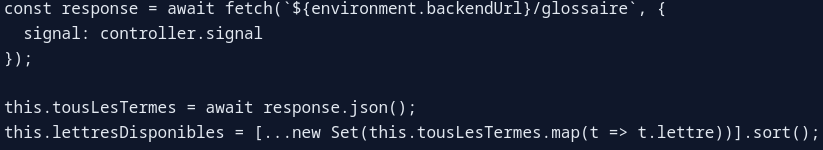 const response = await fetch(`${environment.backendUrl}/glossaire`, {
  signal: controller.signal
});

this.tousLesTermes = await response.json();
this.lettresDisponibles = [...new Set(this.tousLesTermes.map(t => t.lettre))].sort();